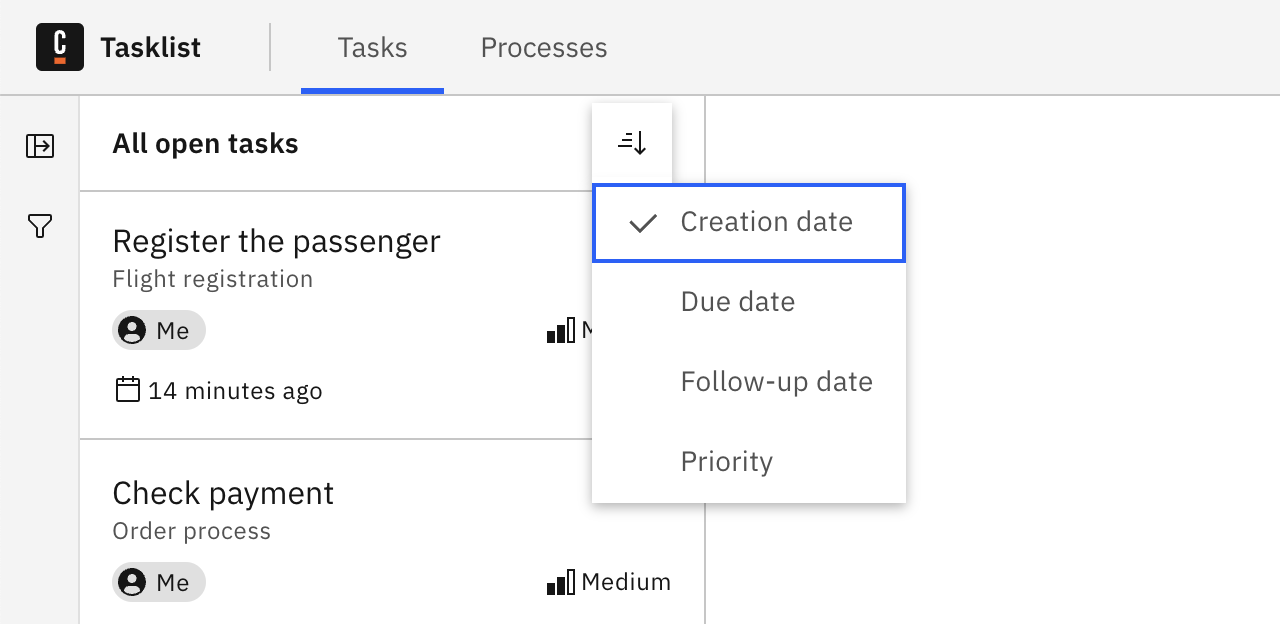 C Tasklist Tasks Processes
All open tasks
Creation date
Due date
Follow-up date
Priority
Register the passenger
Flight registration
Me
14 minutes ago
Check payment
Order process
Me Medium